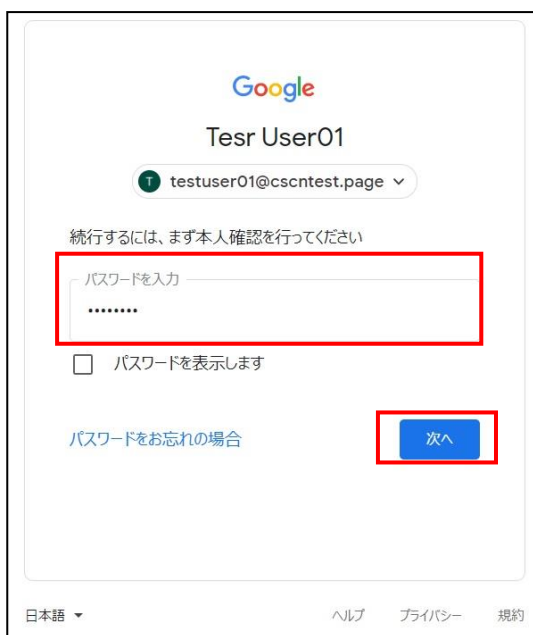 Google
Tesr User01
T testuser01@cscntest.page
続行するには、まず本人確認を行ってください
パスワードを入力
••••••••
パスワードを表示します
パスワードをお忘れの場合 次へ
日本語 ヘルプ プライバシー 規約